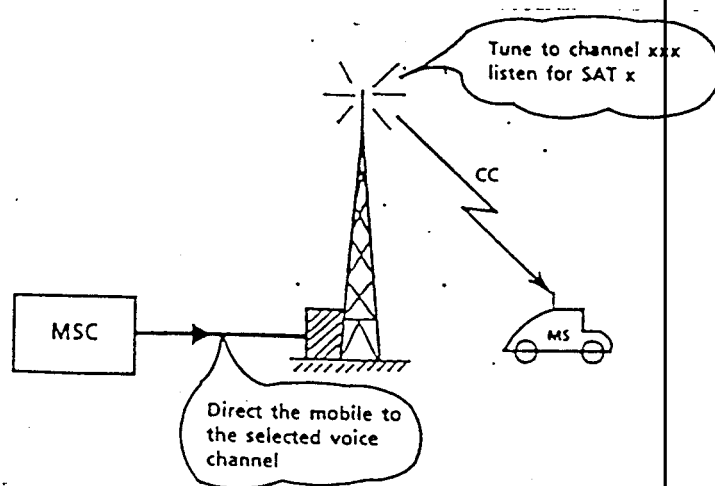 Tune to channel xxx
listen for SAT x
CC
MSC
MS
Direct the mobile to
the selected voice
channel